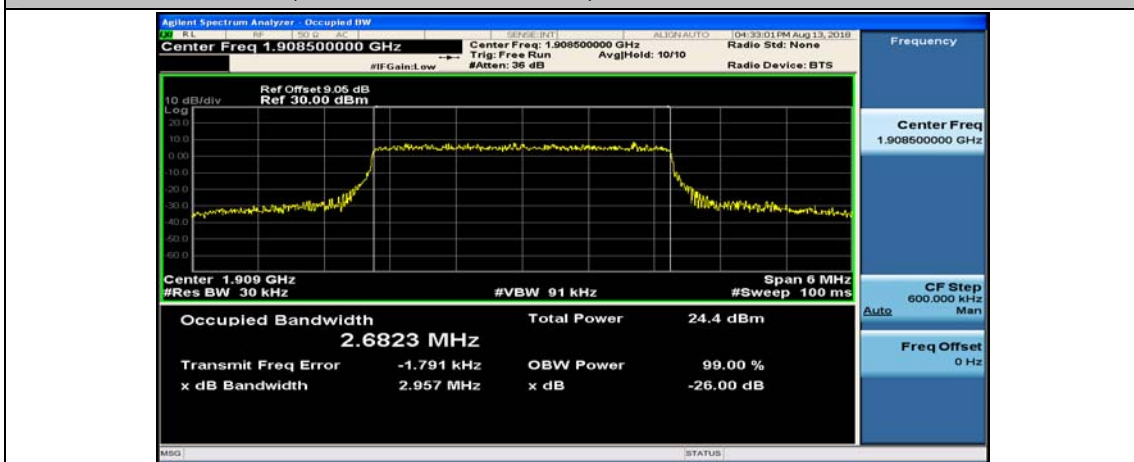 Agilent Spectrum Analyzer - Occupied BW
RL RF 50 Ω AC SENSE:INT ALIGN AUTO 04:33:01 PM Aug 13, 2018
Center Freq 1.908500000 GHz
Center Freq: 1.908500000 GHz
Radio Std: None
Trig: Free Run Avg|Hold: 10/10
#IFGain:Low #Atten: 36 dB Radio Device: BTS
Ref Offset 9.05 dB
10 dB/div Ref 30.00 dBm
Log
20.0
10.0
0.00
-10.0
-20.0
-30.0
-40.0
-50.0
-60.0
Center 1.909 GHz Span 6 MHz
#Res BW 30 kHz #VBW 91 kHz #Sweep 100 ms
Occupied Bandwidth Total Power 24.4 dBm
2.6823 MHz
Transmit Freq Error -1.791 kHz OBW Power 99.00 %
x dB Bandwidth 2.957 MHz x dB -26.00 dB
MSG STATUS
Frequency
Center Freq
1.908500000 GHz
CF Step
600.000 kHz
Auto Man
Freq Offset
0 Hz